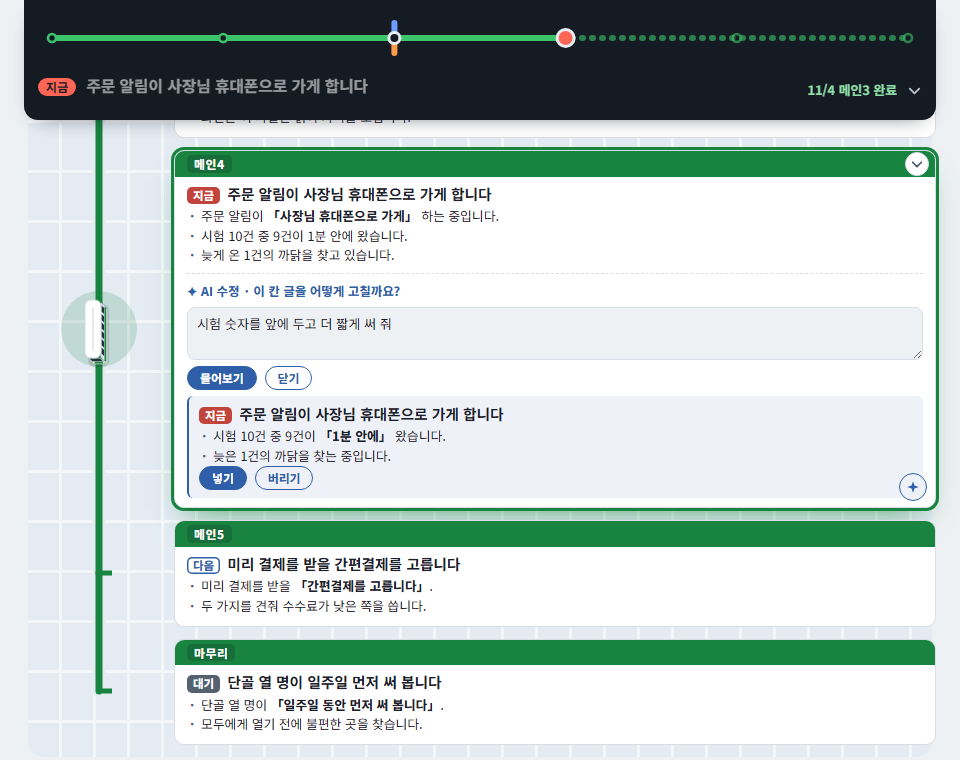 지금 주문 알림이 사장님 휴대폰으로 가게 합니다
11/4 메인3 완료
메인4
지금 주문 알림이 사장님 휴대폰으로 가게 합니다
· 주문 알림이 「사장님 휴대폰으로 가게」 하는 중입니다.
· 시험 10건 중 9건이 1분 안에 왔습니다.
· 늦게 온 1건의 까닭을 찾고 있습니다.
✦ AI 수정 · 이 칸 글을 어떻게 고칠까요?
시험 숫자를 앞에 두고 더 짧게 써 줘
물어보기 닫기
지금 주문 알림이 사장님 휴대폰으로 가게 합니다
· 시험 10건 중 9건이 「1분 안에」 왔습니다.
· 늦은 1건의 까닭을 찾는 중입니다.
넣기 버리기
메인5
다음 미리 결제를 받을 간편결제를 고릅니다
· 미리 결제를 받을 「간편결제를 고릅니다」.
· 두 가지를 견줘 수수료가 낮은 쪽을 씁니다.
마무리
대기 단골 열 명이 일주일 먼저 써 봅니다
· 단골 열 명이 「일주일 동안 먼저 써 봅니다」.
· 모두에게 열기 전에 불편한 곳을 찾습니다.